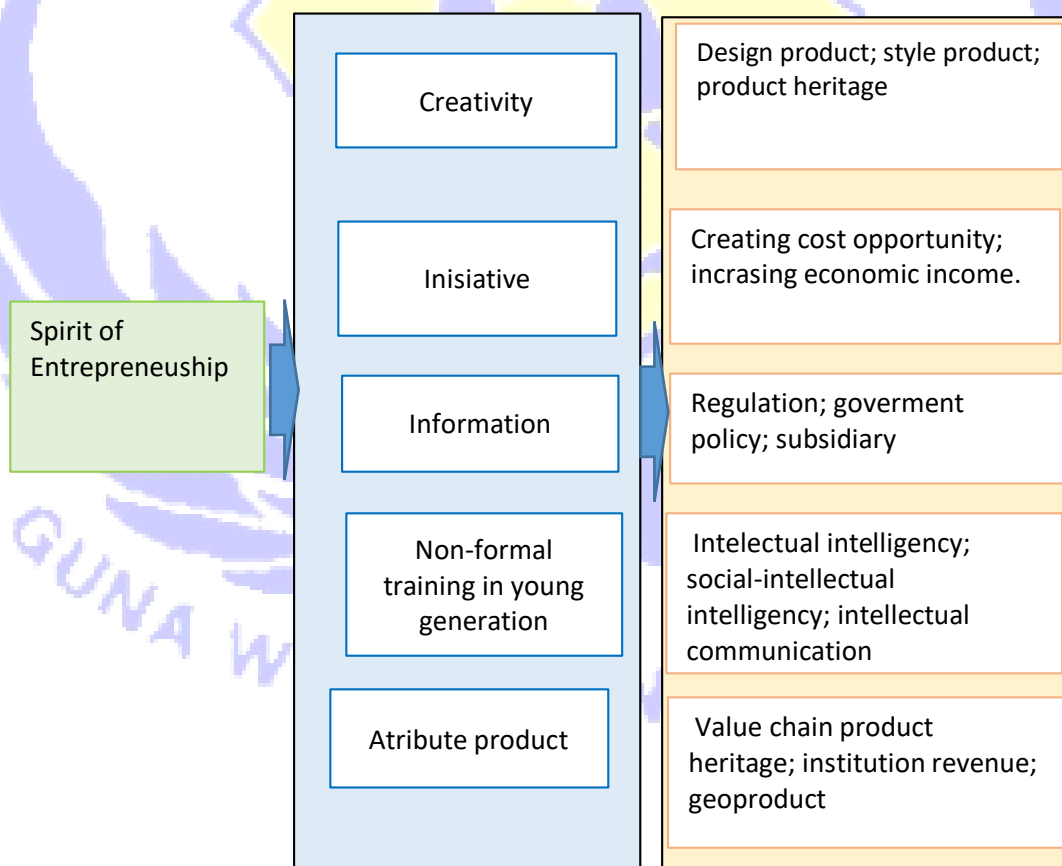 Spirit of
Entrepreneuship
Creativity
Inisiative
Information
Non-formal
training in young
generation
Atribute product
Design product; style product;
product heritage
Creating cost opportunity;
incrasing economic income.
Regulation; goverment
policy; subsidiary
Intelectual intelligency;
social-intellectual
intelligency; intellectual
communication
Value chain product
heritage; institution revenue;
geoproduct
GUNA W